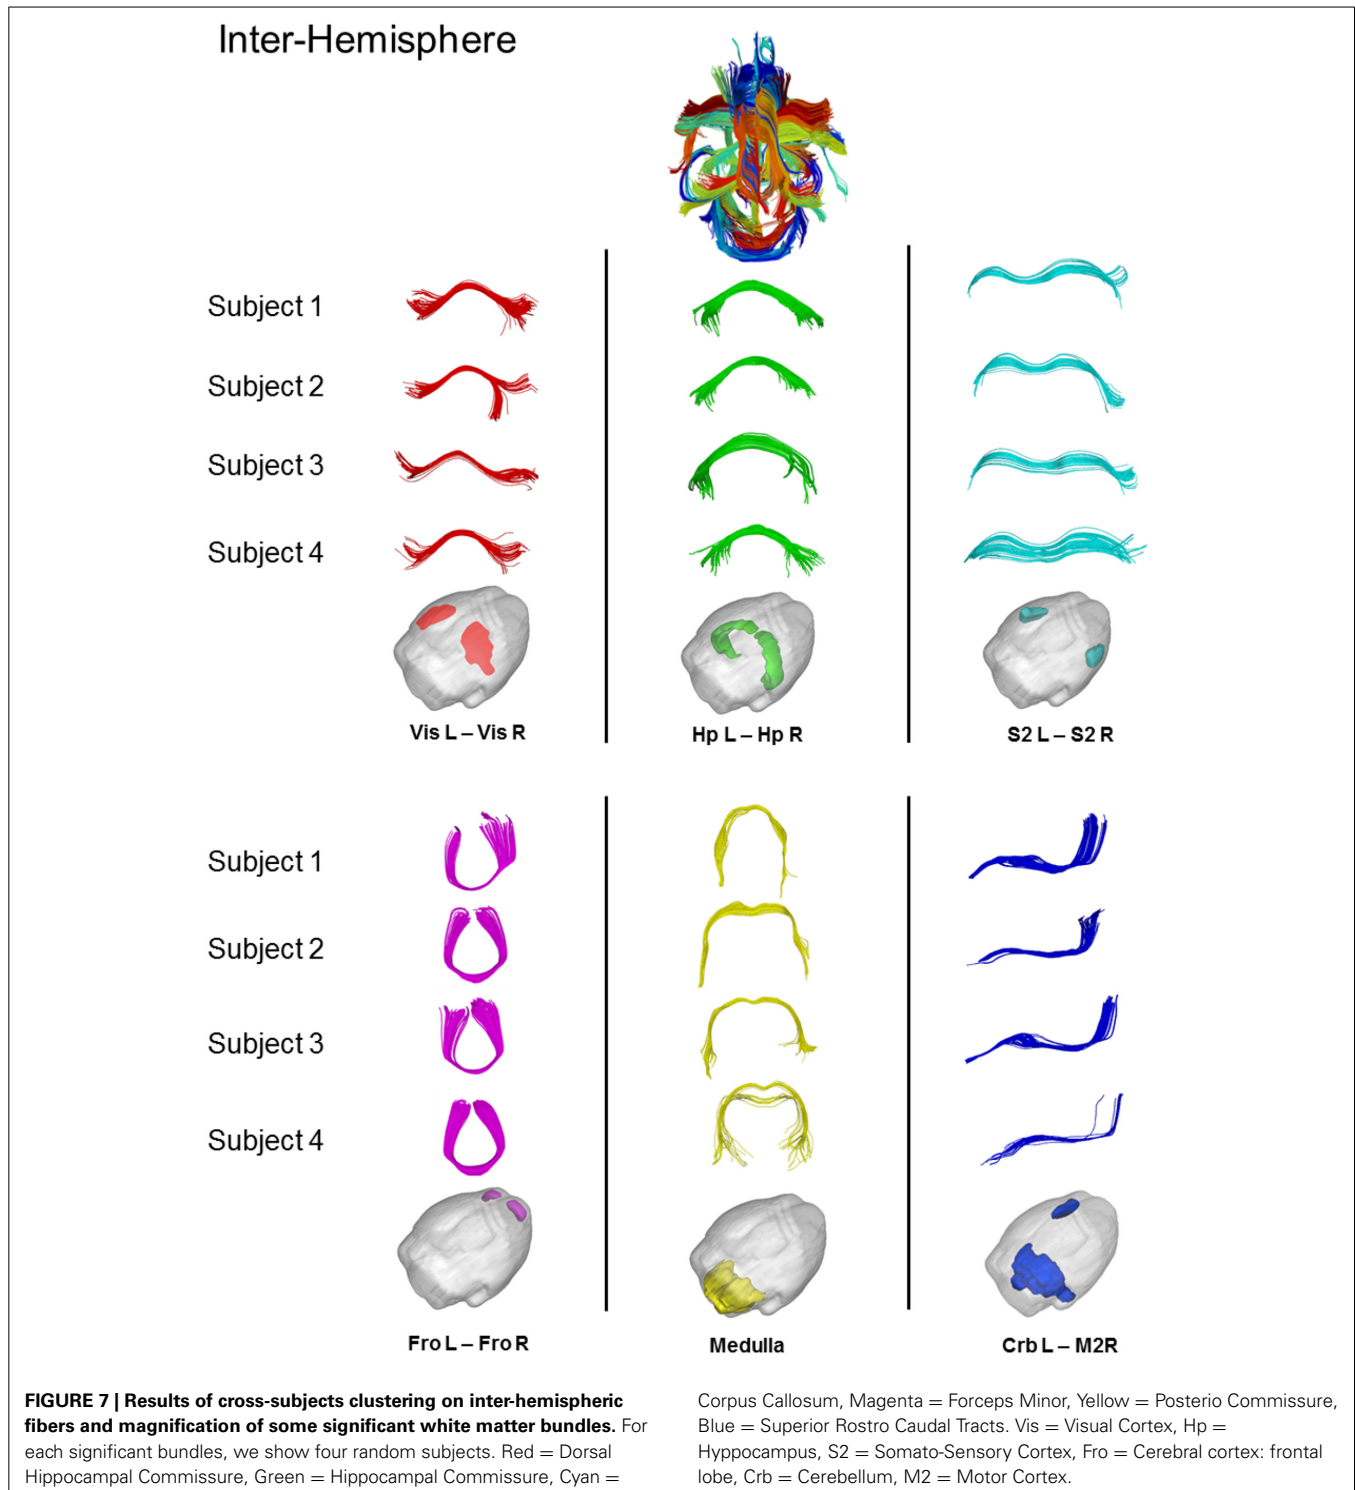 Inter-Hemisphere
Subject 1
Subject 2
Subject 3
Subject 4
Vis L – Vis R
Hp L – Hp R
S2 L – S2 R
Subject 1
Subject 2
Subject 3
Subject 4
Fro L – Fro R
Medulla
Crb L – M2R
FIGURE 7 | Results of cross-subjects clustering on inter-hemispheric
fibers and magnification of some significant white matter bundles. For
each significant bundles, we show four random subjects. Red = Dorsal
Hippocampal Commissure, Green = Hippocampal Commissure, Cyan =
Corpus Callosum, Magenta = Forceps Minor, Yellow = Posterio Commissure,
Blue = Superior Rostro Caudal Tracts. Vis = Visual Cortex, Hp =
Hyppocampus, S2 = Somato-Sensory Cortex, Fro = Cerebral cortex: frontal
lobe, Crb = Cerebellum, M2 = Motor Cortex.